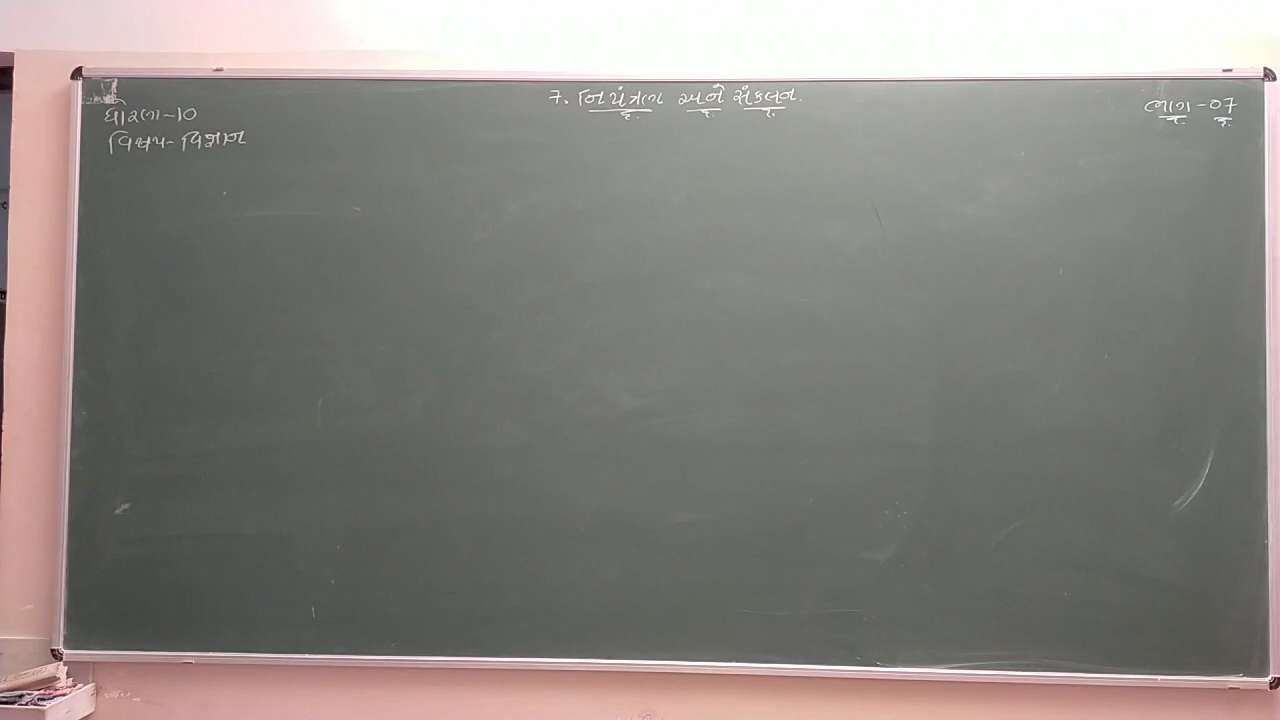 7. નિયંત્રણ અને સંકલન.
ભાગ-07
ધોરણ-10
વિષય-વિજ્ઞાન